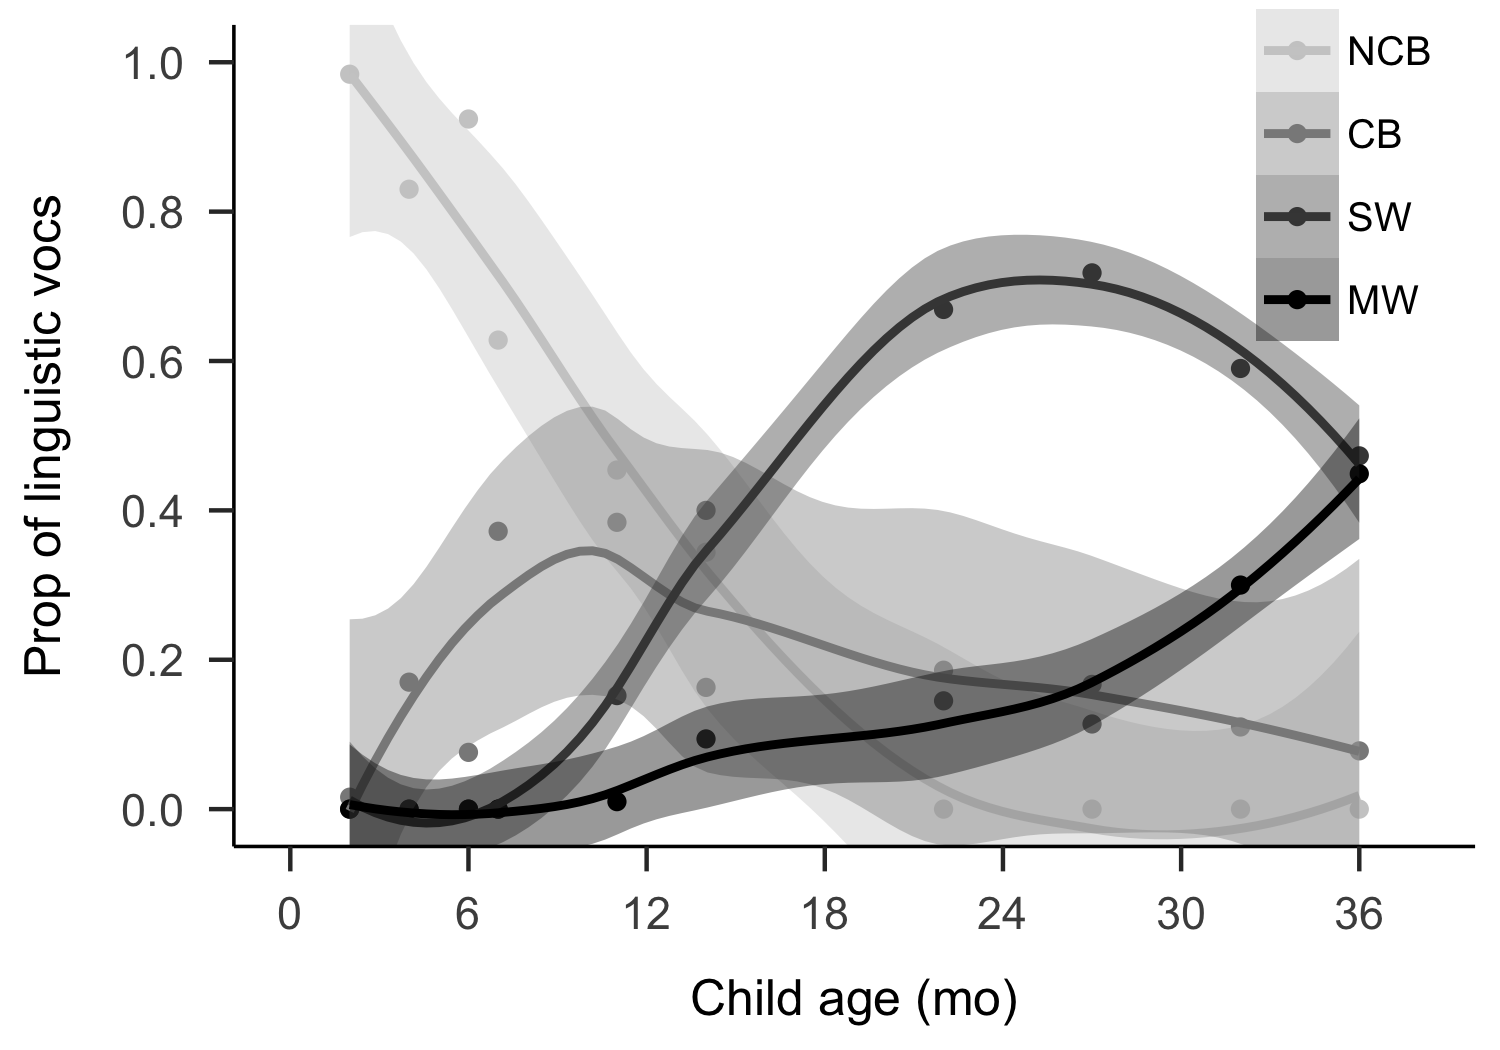 Prop of linguistic vocs
1.0
0.8
0.6
0.4
0.2
0.0
0 6 12 18 24 30 36
Child age (mo)
NCB
CB
SW
MW